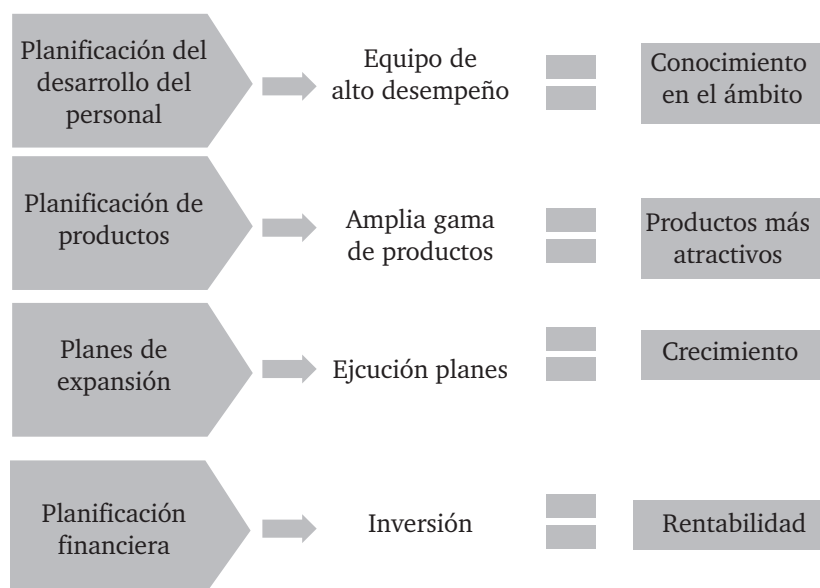 Planificación del
desarrollo del
personal
Equipo de
alto desempeño
Conocimiento
en el ámbito
Planificación de
productos
Amplia gama
de productos
Productos más
atractivos
Planes de
expansión
Ejcución planes
Crecimiento
Planificación
financiera
Inversión
Rentabilidad